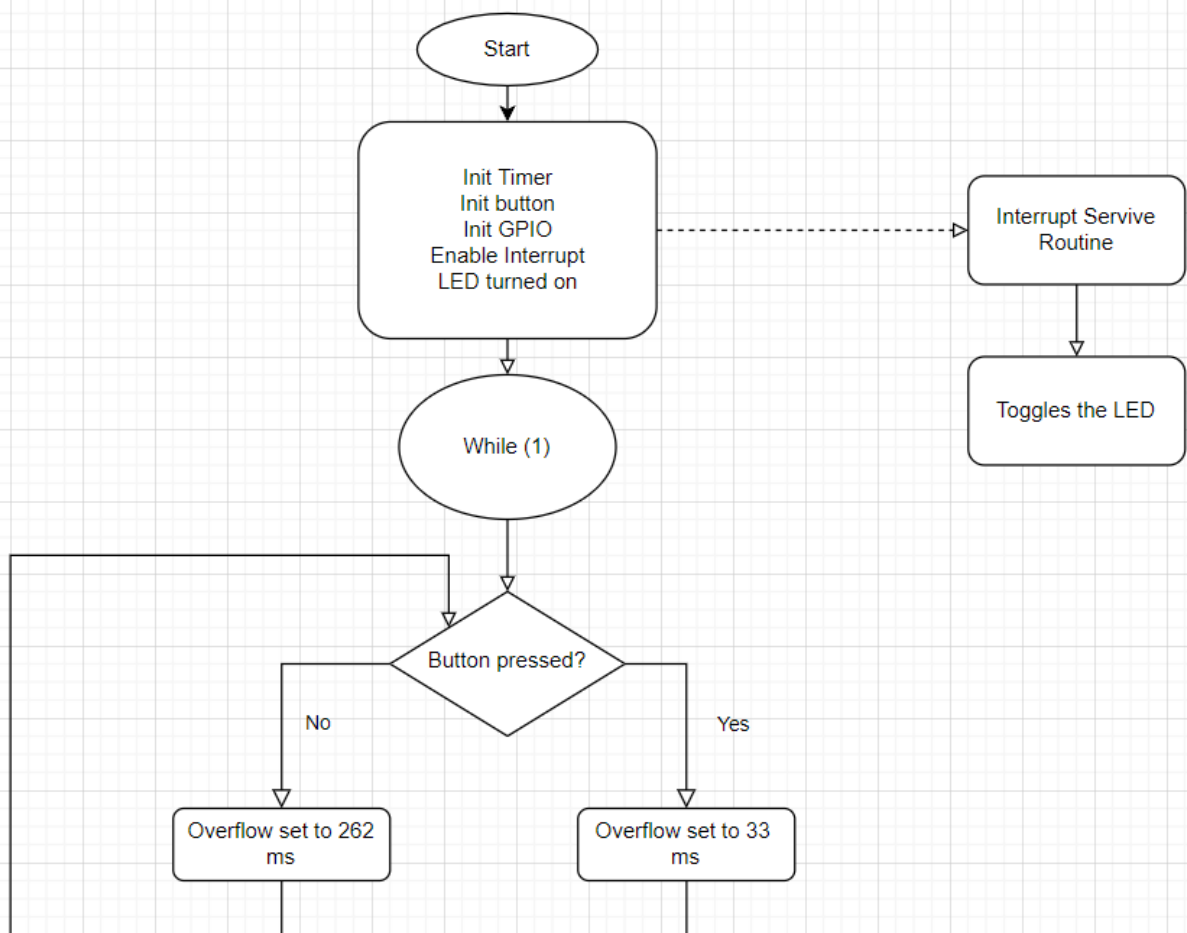 Start
Init Timer
Init button
Init GPIO
Enable Interrupt
LED turned on
Interrupt Servive
Routine
Toggles the LED
While (1)
Button pressed?
No
Yes
Overflow set to 262
ms
Overflow set to 33
ms